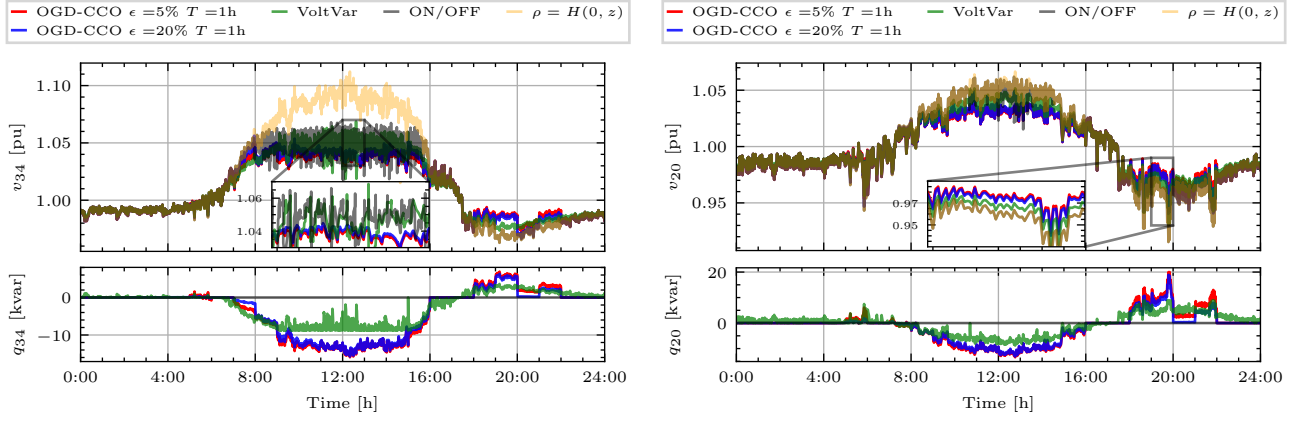 OGD-CCO ϵ =5% T =1h VoltVar ON/OFF ρ = H(0, z)
OGD-CCO ϵ =20% T =1h
1.10
1.05
1.00
v34 [pu]
1.06
1.04
0
−10
q34 [kvar]
0:00 4:00 8:00 12:00 16:00 20:00 24:00
Time [h]
OGD-CCO ϵ =5% T =1h VoltVar ON/OFF ρ = H(0, z)
OGD-CCO ϵ =20% T =1h
1.05
1.00
0.95
0.90
v20 [pu]
0.97
0.95
20
0
q20 [kvar]
0:00 4:00 8:00 12:00 16:00 20:00 24:00
Time [h]